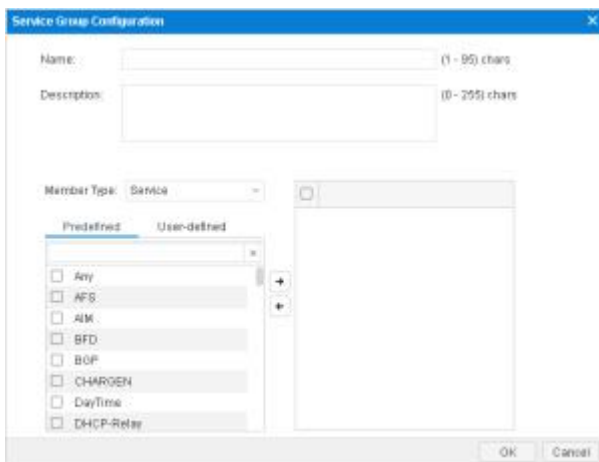 Service Group Configuration
Name: (1 - 95) chars
Description: (0 - 255) chars
Member Type: Service
Predefined User-defined
Any
AFS
AIM
BFD
BGP
CHARGEN
DayTime
DHCP-Relay
OK Cancel